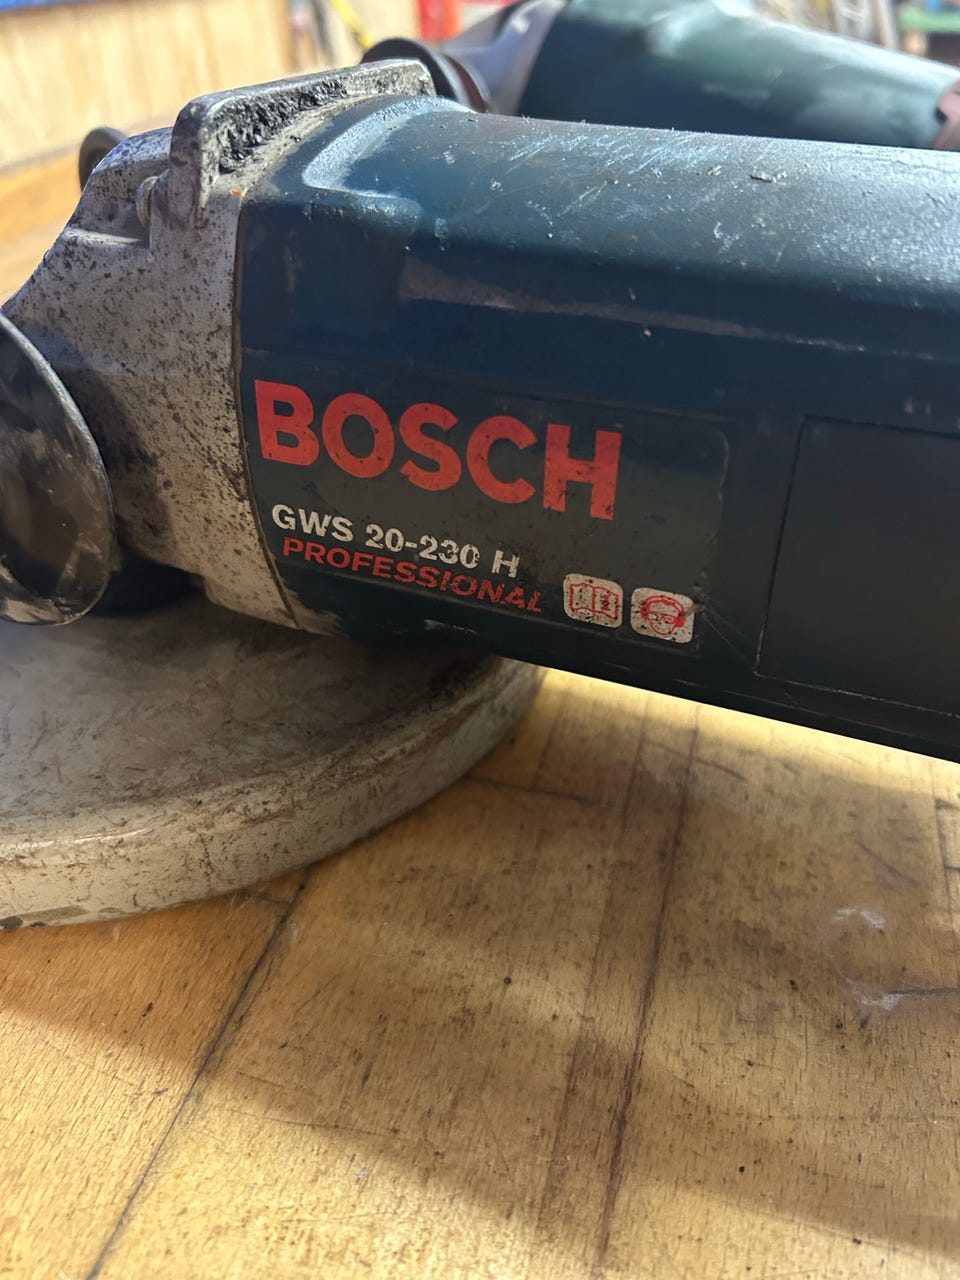 BOSCH
GWS 20-230 H
PROFESSIONAL